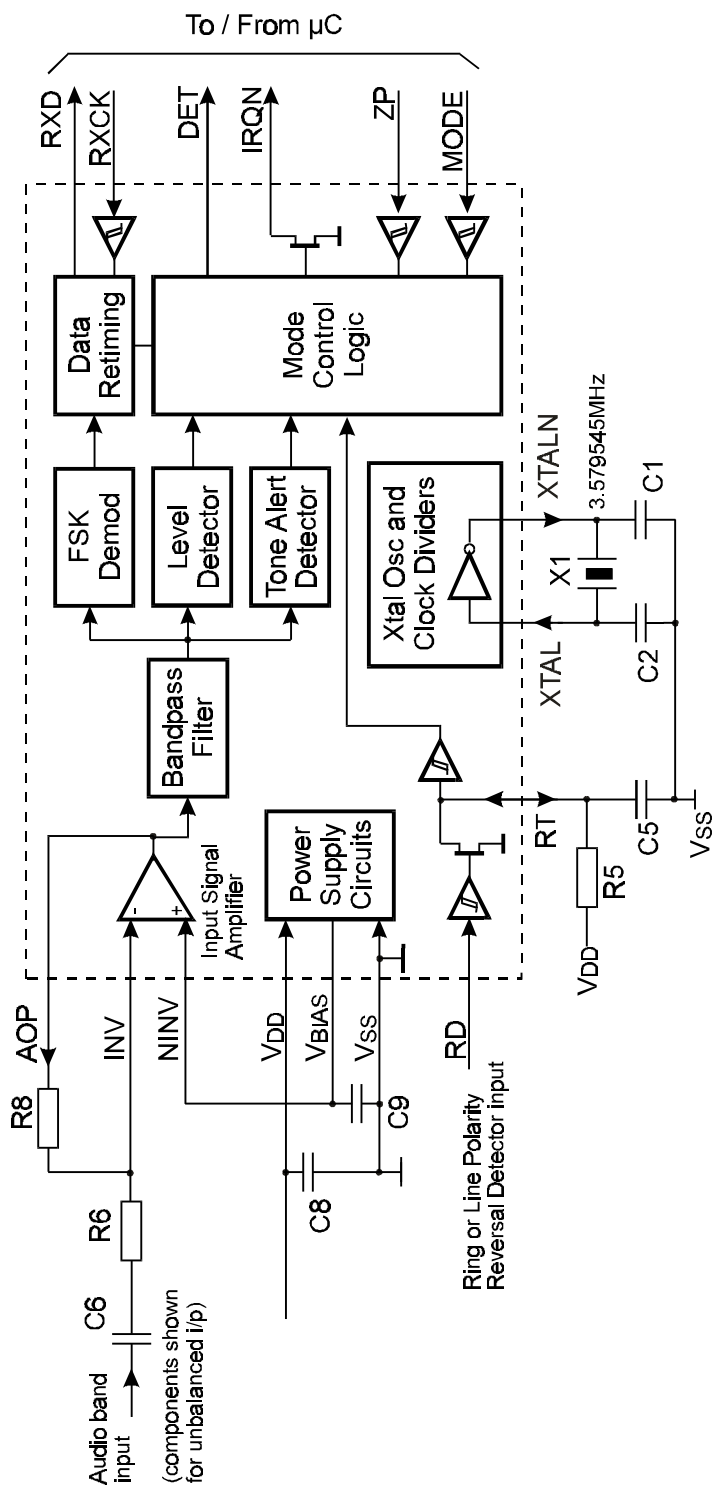 To / From µC
RXD
RXCK
DET
IRQN
ZP
MODE
Data
Retiming
Mode
Control
Logic
FSK
Demod
Level
Detector
Tone Alert
Detector
Xtal Osc and
Clock Dividers
XTALN
3.579545MHz
C1
X1
XTAL
C2
Bandpass
Filter
Input Signal
Amplifier
-
+
Power
Supply
Circuits
RT
C5
VSS
R5
VDD
AOP
INV
NINV
VDD
VBIAS
VSS
RD
R8
R6
C6
C8
C9
Ring or Line Polarity
Reversal Detector input
Audio band
input
(components shown
for unbalanced i/p)